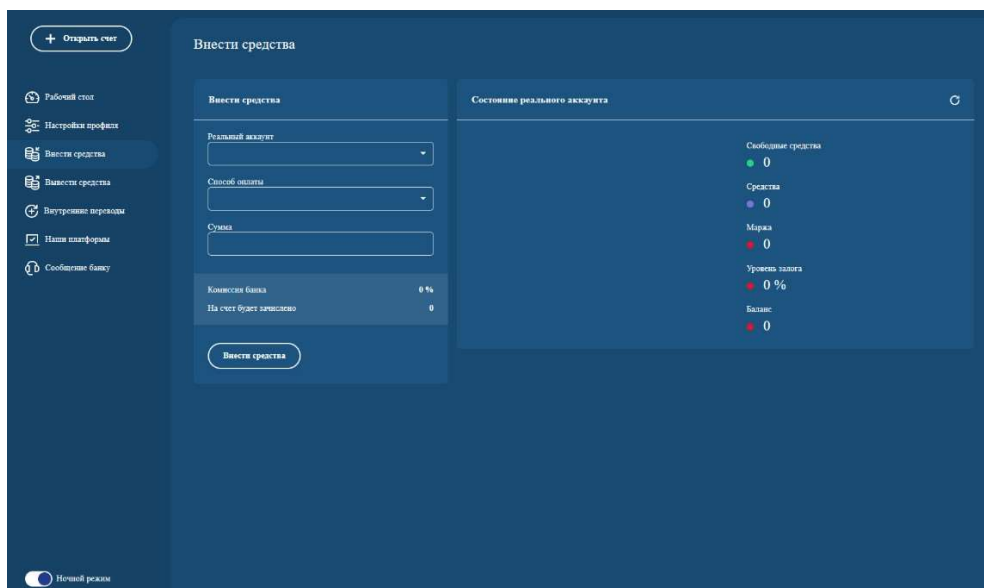 Открыть счет
Рабочий стол
Настройки профиля
Внести средства
Вывести средства
Внутренние переводы
Наши платформы
Сообщение банку
Ночной режим
Внести средства
Внести средства
Реальный аккаунт
Способ оплаты
Сумма
Комиссия банка 0 %
На счет будет зачислено 0
Внести средства
Состояние реального аккаунта
Свободные средства
0
Средства
0
Маржа
0
Уровень залога
0 %
Баланс
0